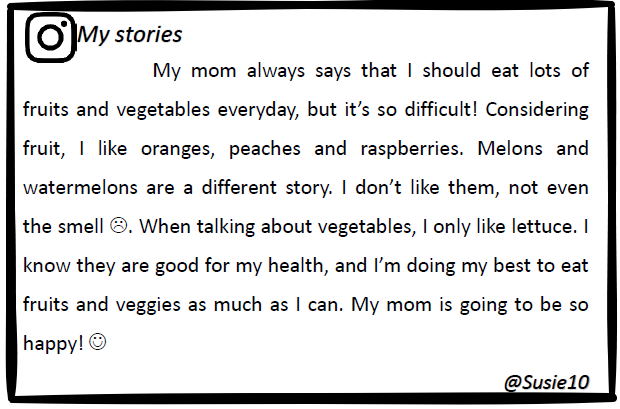 My stories
My mom always says that I should eat lots of
fruits and vegetables everyday, but it’s so difficult! Considering
fruit, I like oranges, peaches and raspberries. Melons and
watermelons are a different story. I don’t like them, not even
the smell ☹. When talking about vegetables, I only like lettuce. I
know they are good for my health, and I’m doing my best to eat
fruits and veggies as much as I can. My mom is going to be so
happy! ☺
@Susie10